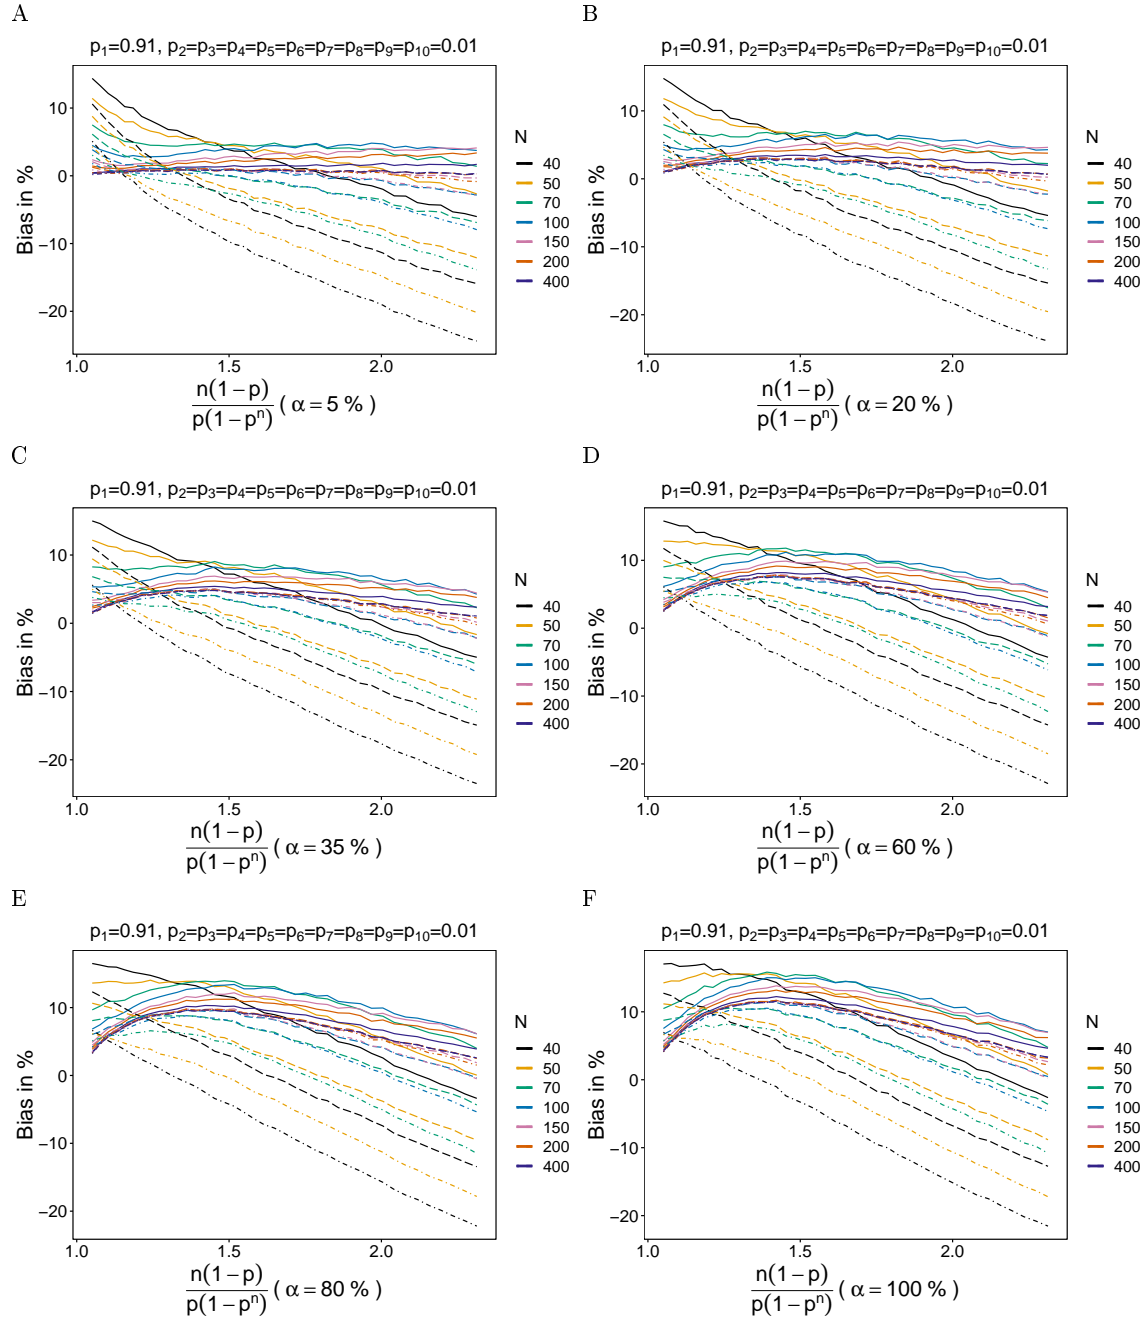 A
p1=0.91, p2=p3=p4=p5=p6=p7=p8=p9=p10=0.01
Bias in %
10
0
−10
−20
1.0 1.5 2.0
n(1−p)
p(1−pⁿ) ( α = 5 % )
N
40
50
70
100
150
200
400
B
p1=0.91, p2=p3=p4=p5=p6=p7=p8=p9=p10=0.01
Bias in %
10
0
−10
−20
1.0 1.5 2.0
n(1−p)
p(1−pⁿ) ( α = 20 % )
N
40
50
70
100
150
200
400
C
p1=0.91, p2=p3=p4=p5=p6=p7=p8=p9=p10=0.01
Bias in %
10
0
−10
−20
1.0 1.5 2.0
n(1−p)
p(1−pⁿ) ( α = 35 % )
N
40
50
70
100
150
200
400
D
p1=0.91, p2=p3=p4=p5=p6=p7=p8=p9=p10=0.01
Bias in %
10
0
−10
−20
1.0 1.5 2.0
n(1−p)
p(1−pⁿ) ( α = 60 % )
N
40
50
70
100
150
200
400
E
p1=0.91, p2=p3=p4=p5=p6=p7=p8=p9=p10=0.01
Bias in %
10
0
−10
−20
1.0 1.5 2.0
n(1−p)
p(1−pⁿ) ( α = 80 % )
N
40
50
70
100
150
200
400
F
p1=0.91, p2=p3=p4=p5=p6=p7=p8=p9=p10=0.01
Bias in %
10
0
−10
−20
1.0 1.5 2.0
n(1−p)
p(1−pⁿ) ( α = 100 % )
N
40
50
70
100
150
200
400